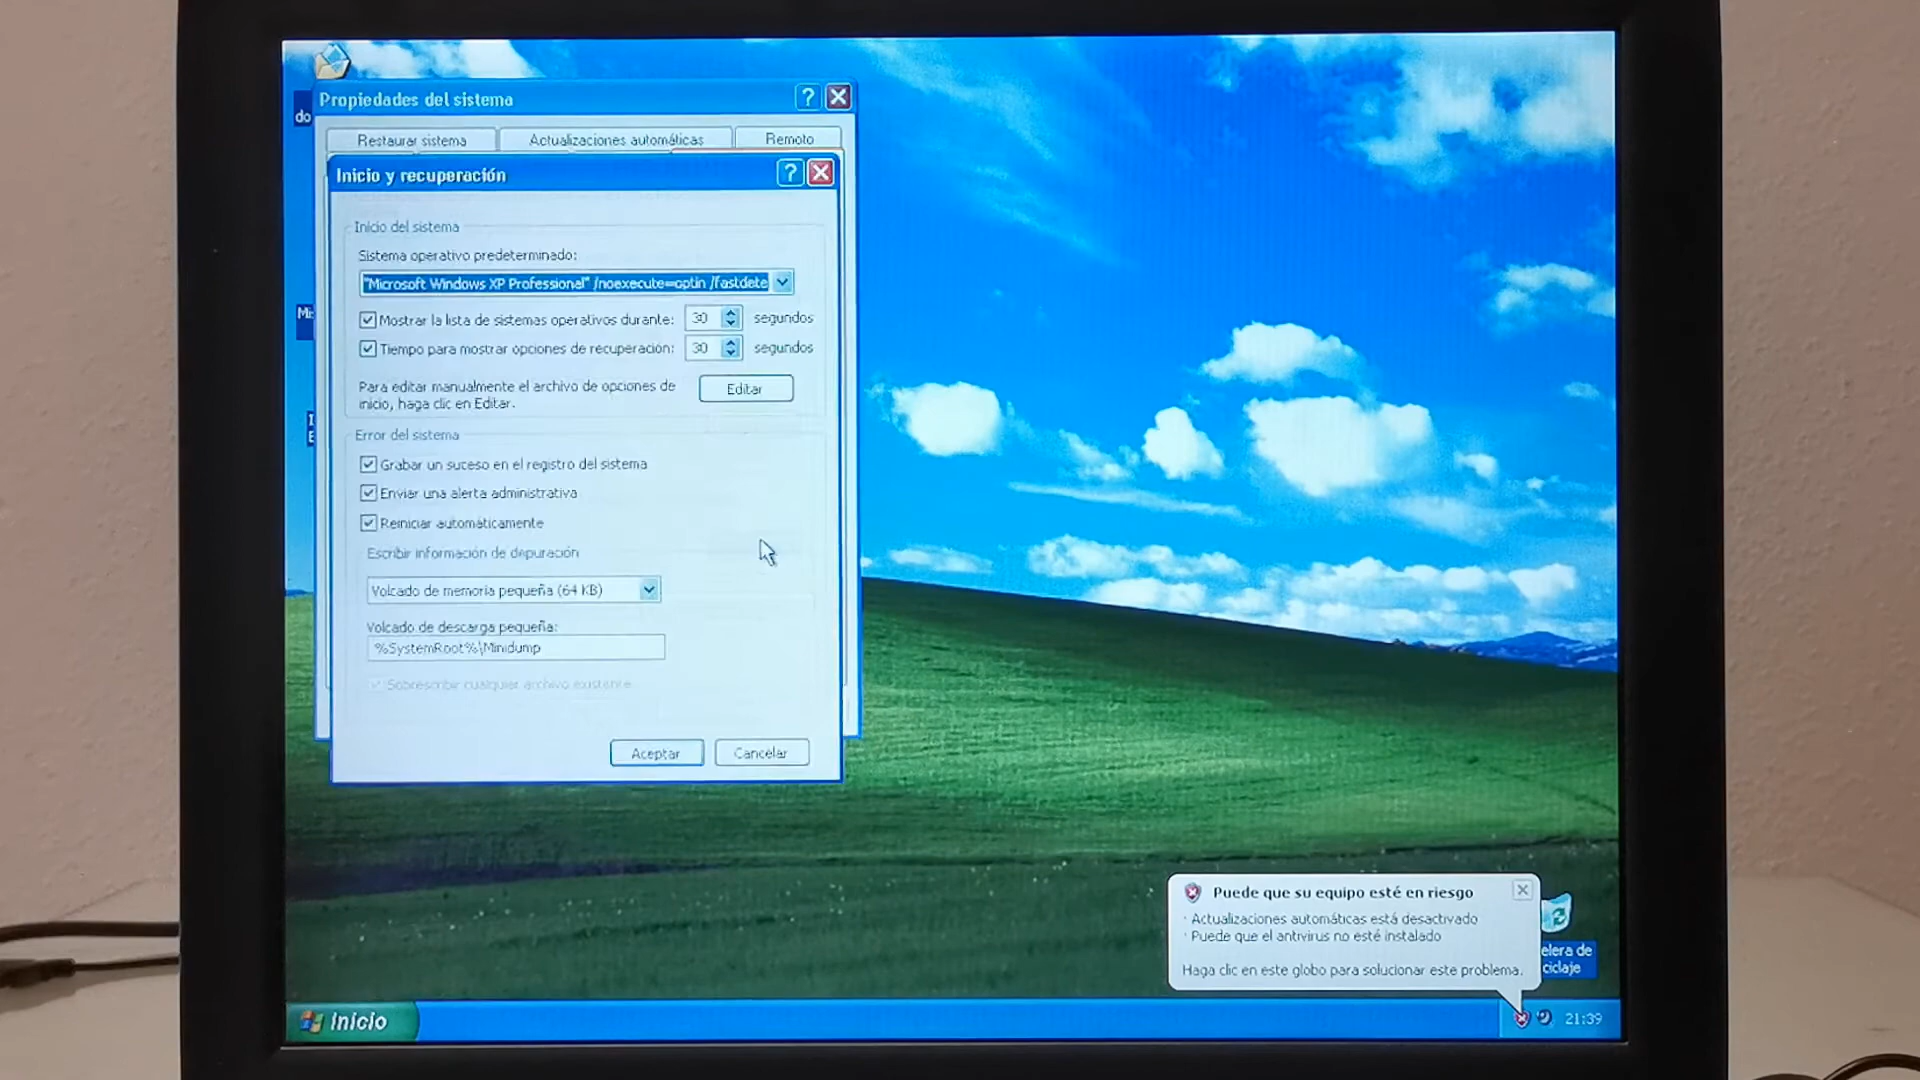 Propiedades del sistema
Restaurar sistema
Actualizaciones automáticas
Remoto
Inicio y recuperación
Inicio del sistema
Sistema operativo predeterminado:
"Microsoft Windows XP Professional" /noexecute=optin /fastdete
Mostrar la lista de sistemas operativos durante: 30 segundos
Tiempo para mostrar opciones de recuperación: 30 segundos
Para editar manualmente el archivo de opciones de
inicio, haga clic en Editar.
Editar
Error del sistema
Grabar un suceso en el registro del sistema
Enviar una alerta administrativa
Reiniciar automáticamente
Escribir información de depuración
Volcado de memoria pequeña (64 KB)
Volcado de descarga pequeña:
%SystemRoot%\Minidump
Sobrescribir cualquier archivo existente
Aceptar
Cancelar
do
Mi
I
E
Puede que su equipo esté en riesgo
· Actualizaciones automáticas está desactivado
· Puede que el antivirus no esté instalado
Haga clic en este globo para solucionar este problema.
elera de
ciclaje
Inicio
21:39